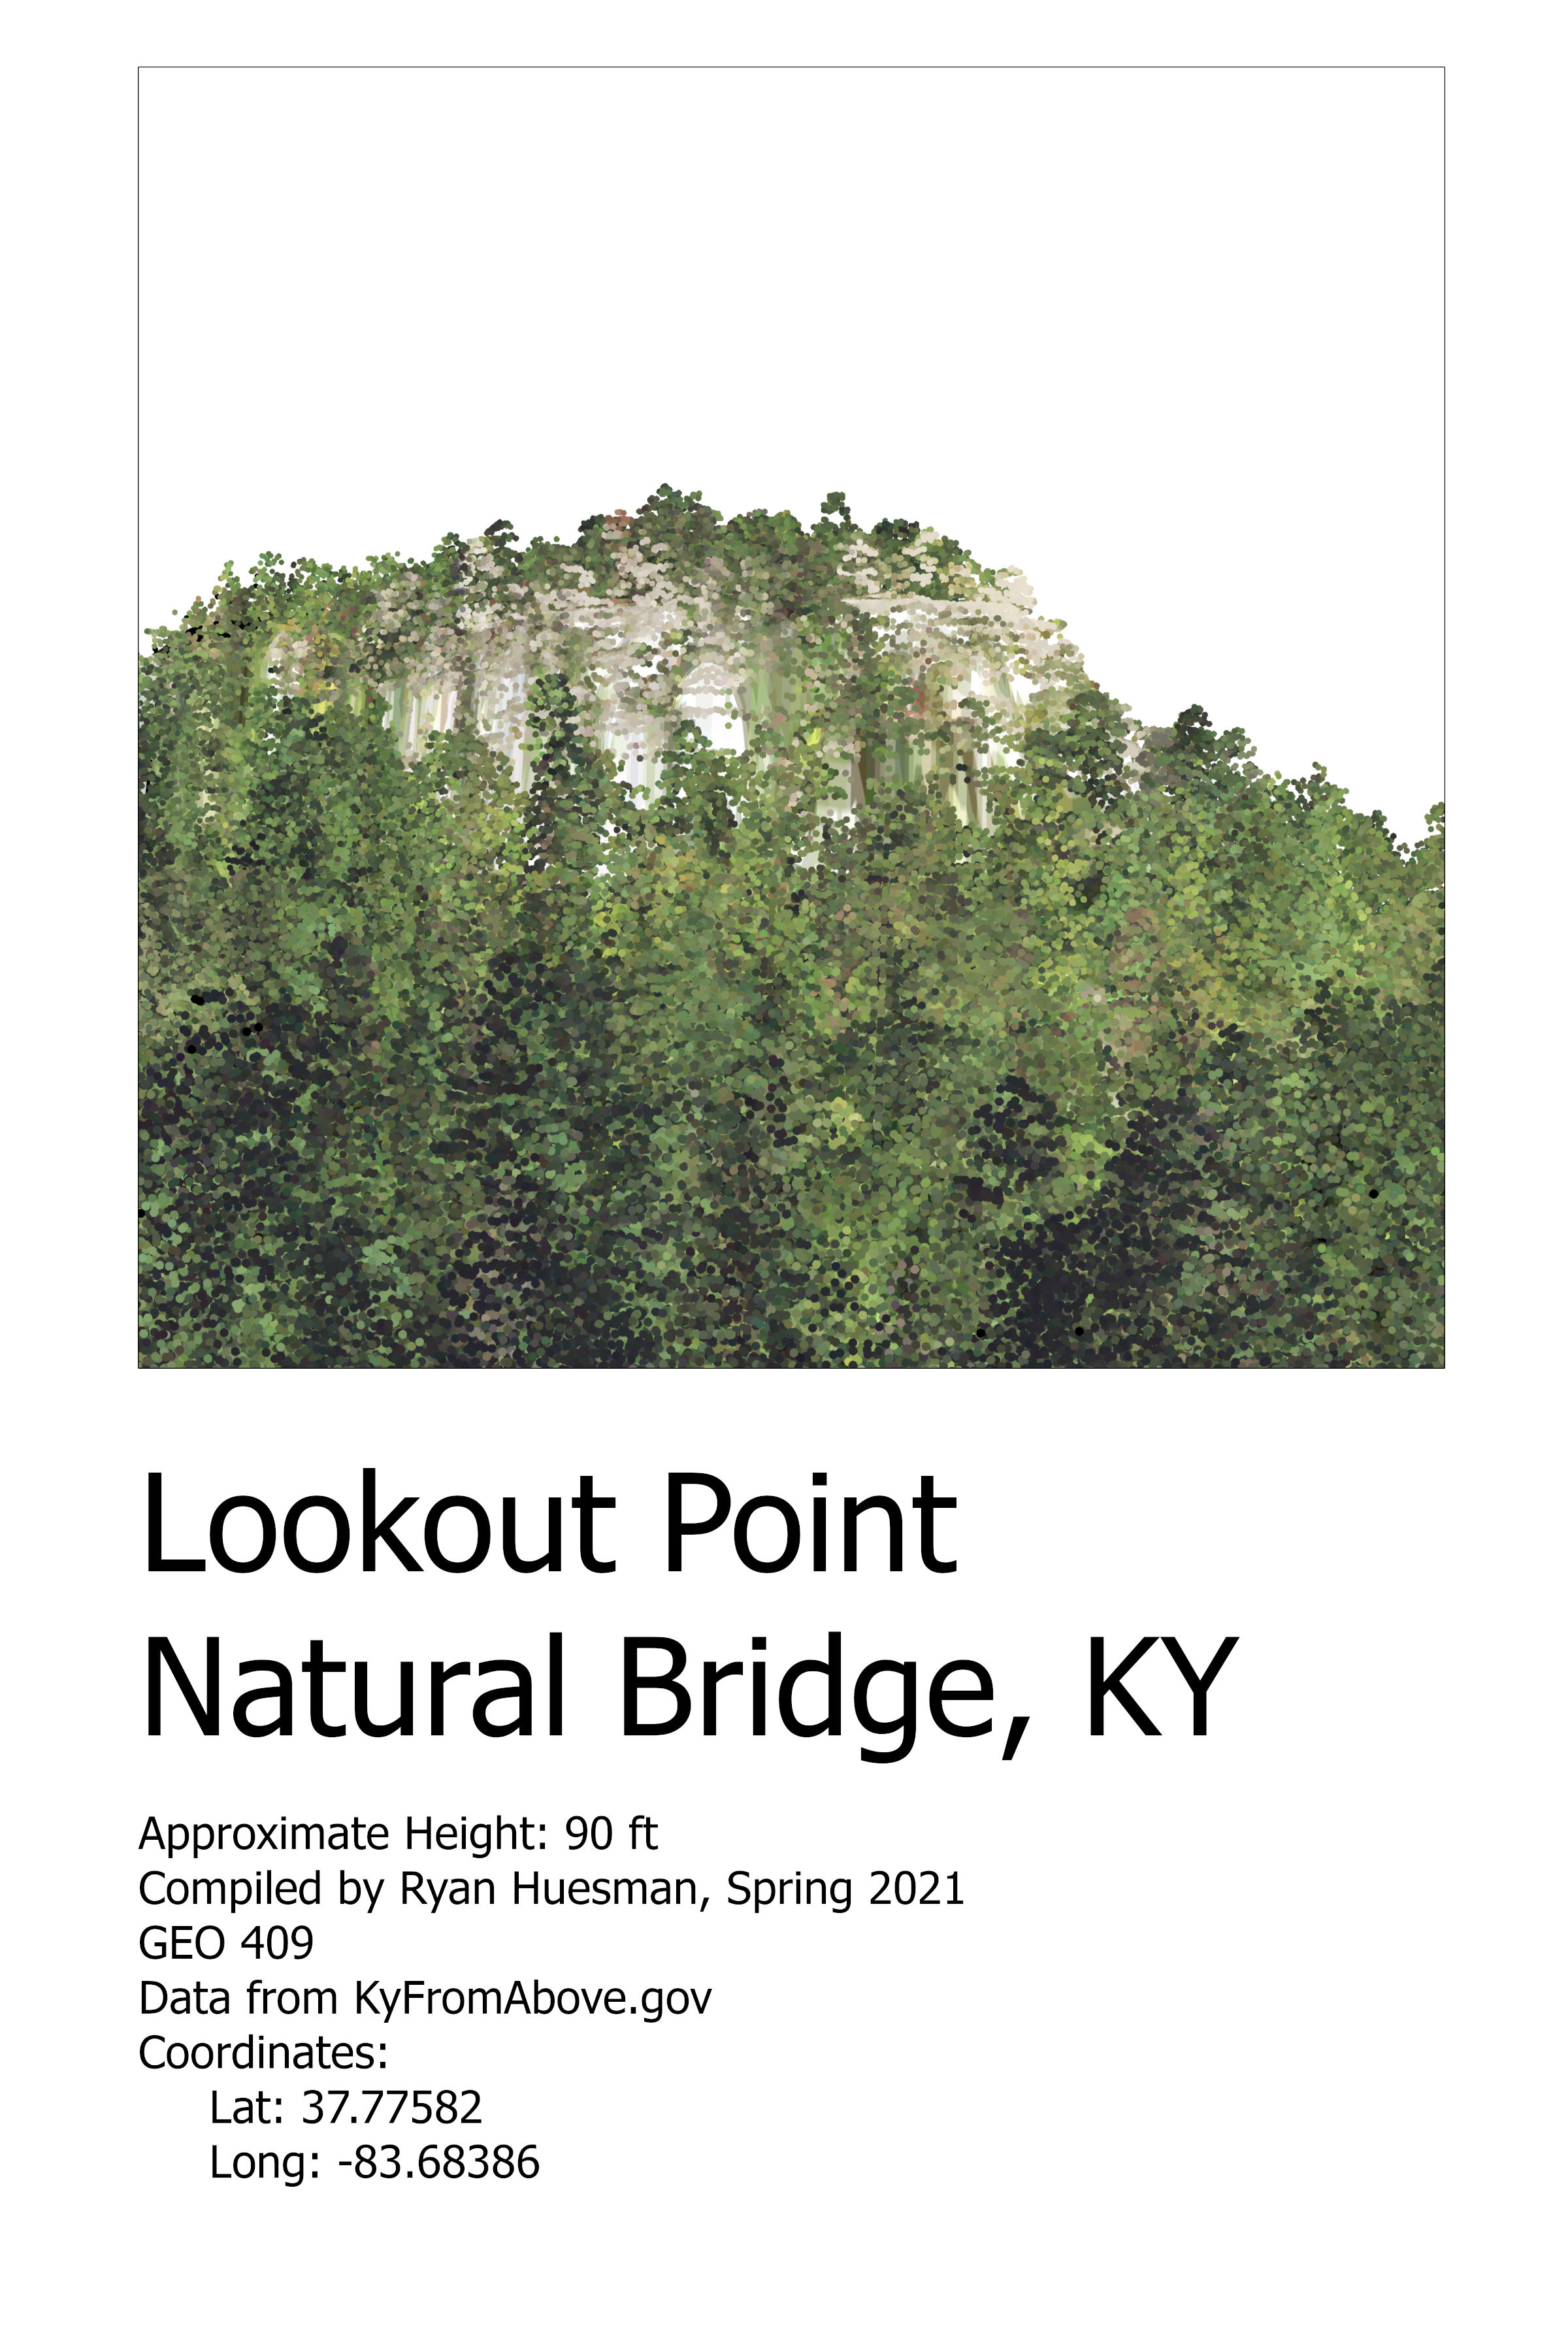 Lookout Point
Natural Bridge, KY
Approximate Height: 90 ft
Compiled by Ryan Huesman, Spring 2021
GEO 409
Data from KyFromAbove.gov
Coordinates:
Lat: 37.77582
Long: -83.68386